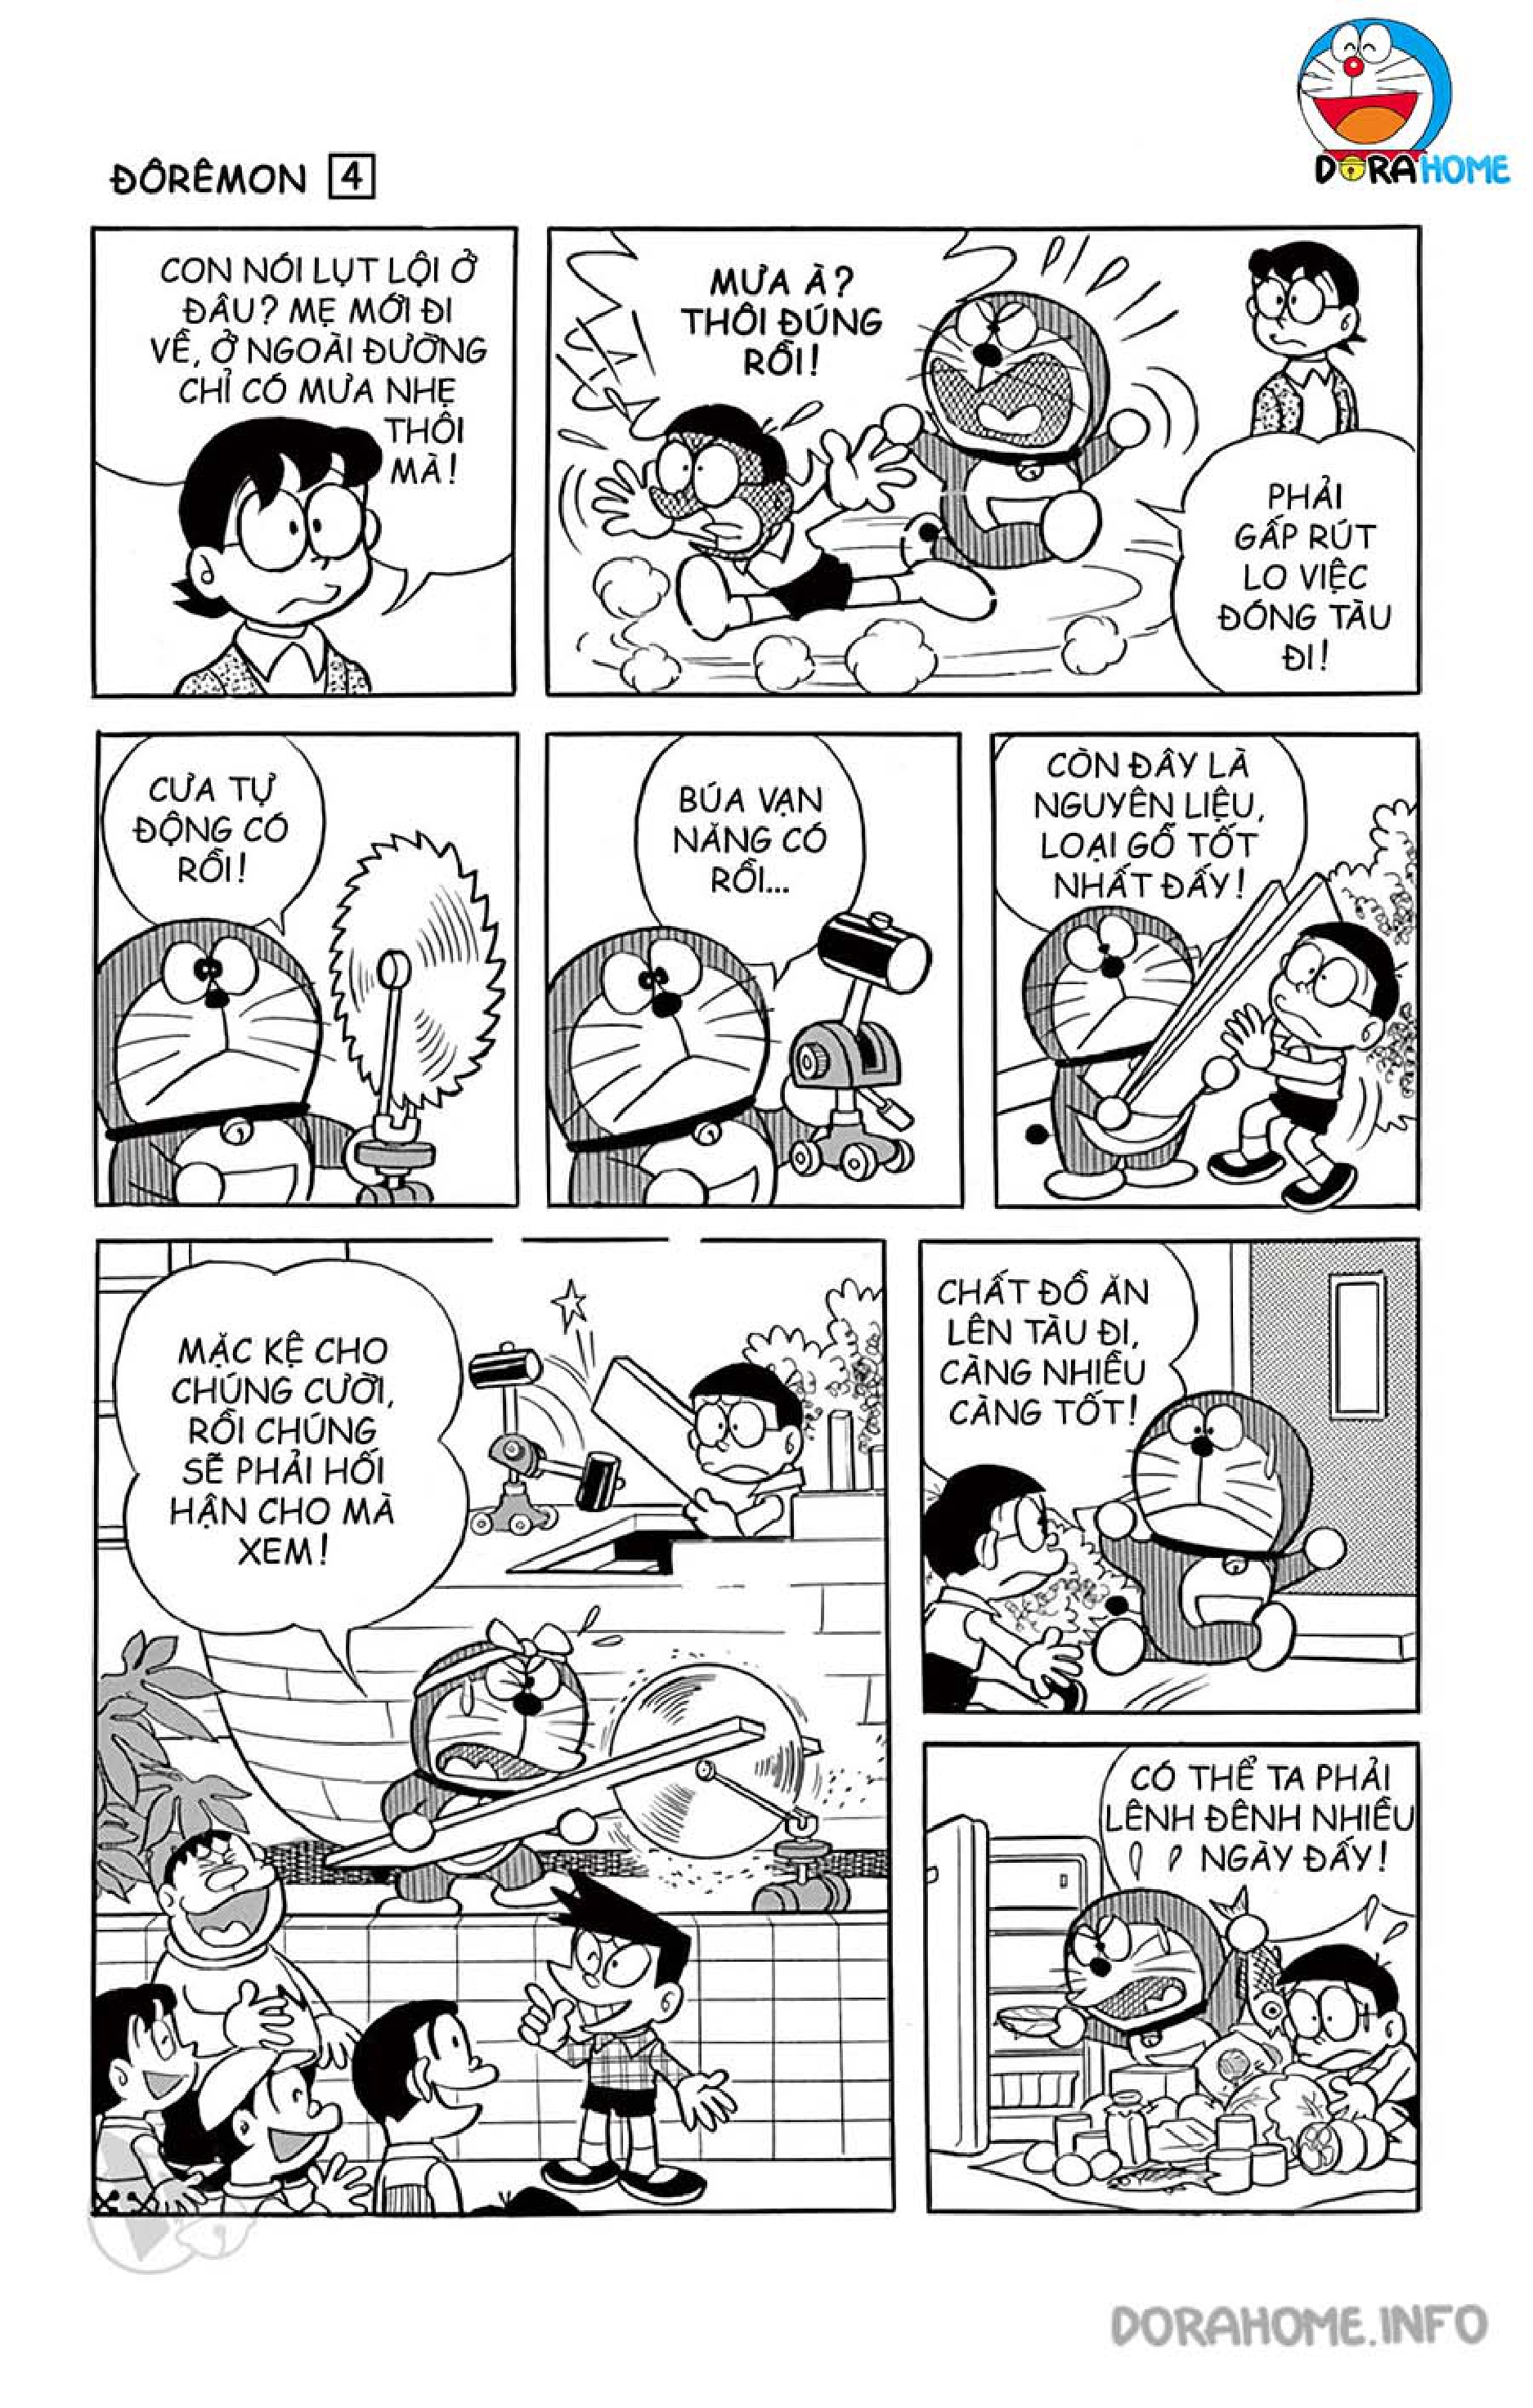 DORAHOME
ĐÔRÊMON 4
CON NÓI LỤT LỘI Ở
ĐÂU? MẸ MỚI ĐI
VỀ, Ở NGOÀI ĐƯỜNG
CHỈ CÓ MƯA NHẸ
THÔI
MÀ!
MƯA À?
THÔI ĐÚNG
RỒI!
PHẢI
GẤP RÚT
LO VIỆC
ĐÓNG TÀU
ĐI!
CƯA TỰ
ĐỘNG CÓ
RỒI!
BÚA VẠN
NĂNG CÓ
RỒI...
CÒN ĐÂY LÀ
NGUYÊN LIỆU,
LOẠI GỖ TỐT
NHẤT ĐẤY!
MẶC KỆ CHO
CHÚNG CƯỜI,
RỒI CHÚNG
SẼ PHẢI HỐI
HẬN CHO MÀ
XEM!
CHẤT ĐỒ ĂN
LÊN TÀU ĐI,
CÀNG NHIỀU
CÀNG TỐT!
CÓ THỂ TA PHẢI
LÊNH ĐÊNH NHIỀU
NGÀY ĐẤY!
DORAHOME.INFO